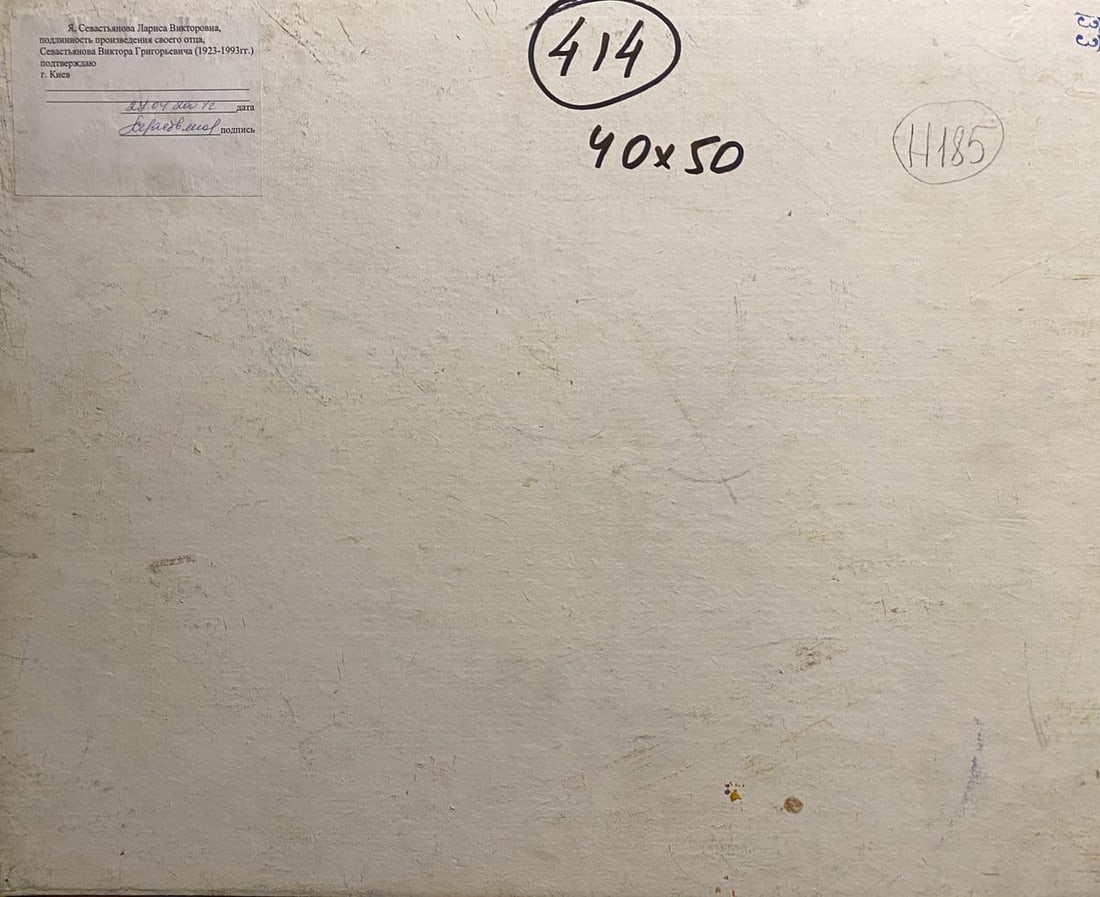 Я, Севастьянова Лариса Викторовна,
подлинность произведения своего отца,
Севастьянова Виктора Григорьевича (1923-1993гг.)
подтверждаю
г. Киев
дата
подпись
414
40x50
H185